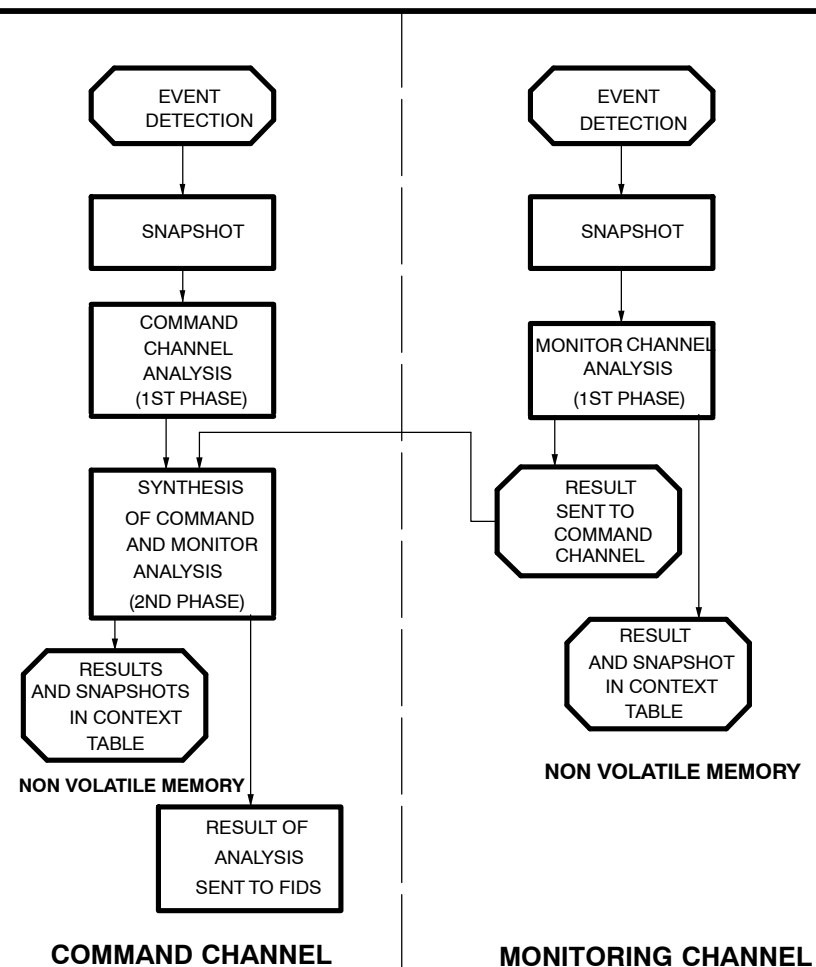 EVENT
DETECTION
SNAPSHOT
COMMAND
CHANNEL
ANALYSIS
(1ST PHASE)
SYNTHESIS
OF COMMAND
AND MONITOR
ANALYSIS
(2ND PHASE)
RESULTS
AND SNAPSHOTS
IN CONTEXT
TABLE
NON VOLATILE MEMORY
RESULT OF
ANALYSIS
SENT TO FIDS
COMMAND CHANNEL
EVENT
DETECTION
SNAPSHOT
MONITOR CHANNEL
ANALYSIS
(1ST PHASE)
RESULT
SENT TO
COMMAND
CHANNEL
RESULT
AND SNAPSHOT
IN CONTEXT
TABLE
NON VOLATILE MEMORY
MONITORING CHANNEL